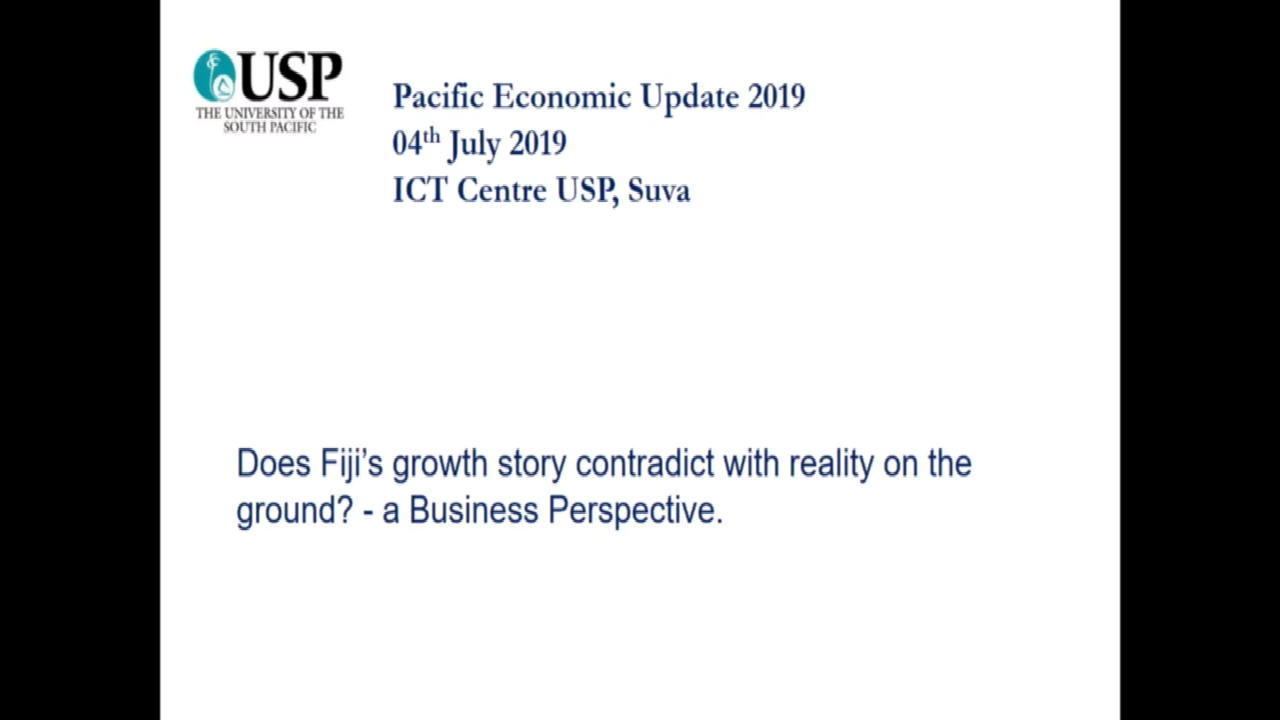 USP
THE UNIVERSITY OF THE
SOUTH PACIFIC
Pacific Economic Update 2019
04th July 2019
ICT Centre USP, Suva
Does Fiji’s growth story contradict with reality on the
ground? - a Business Perspective.